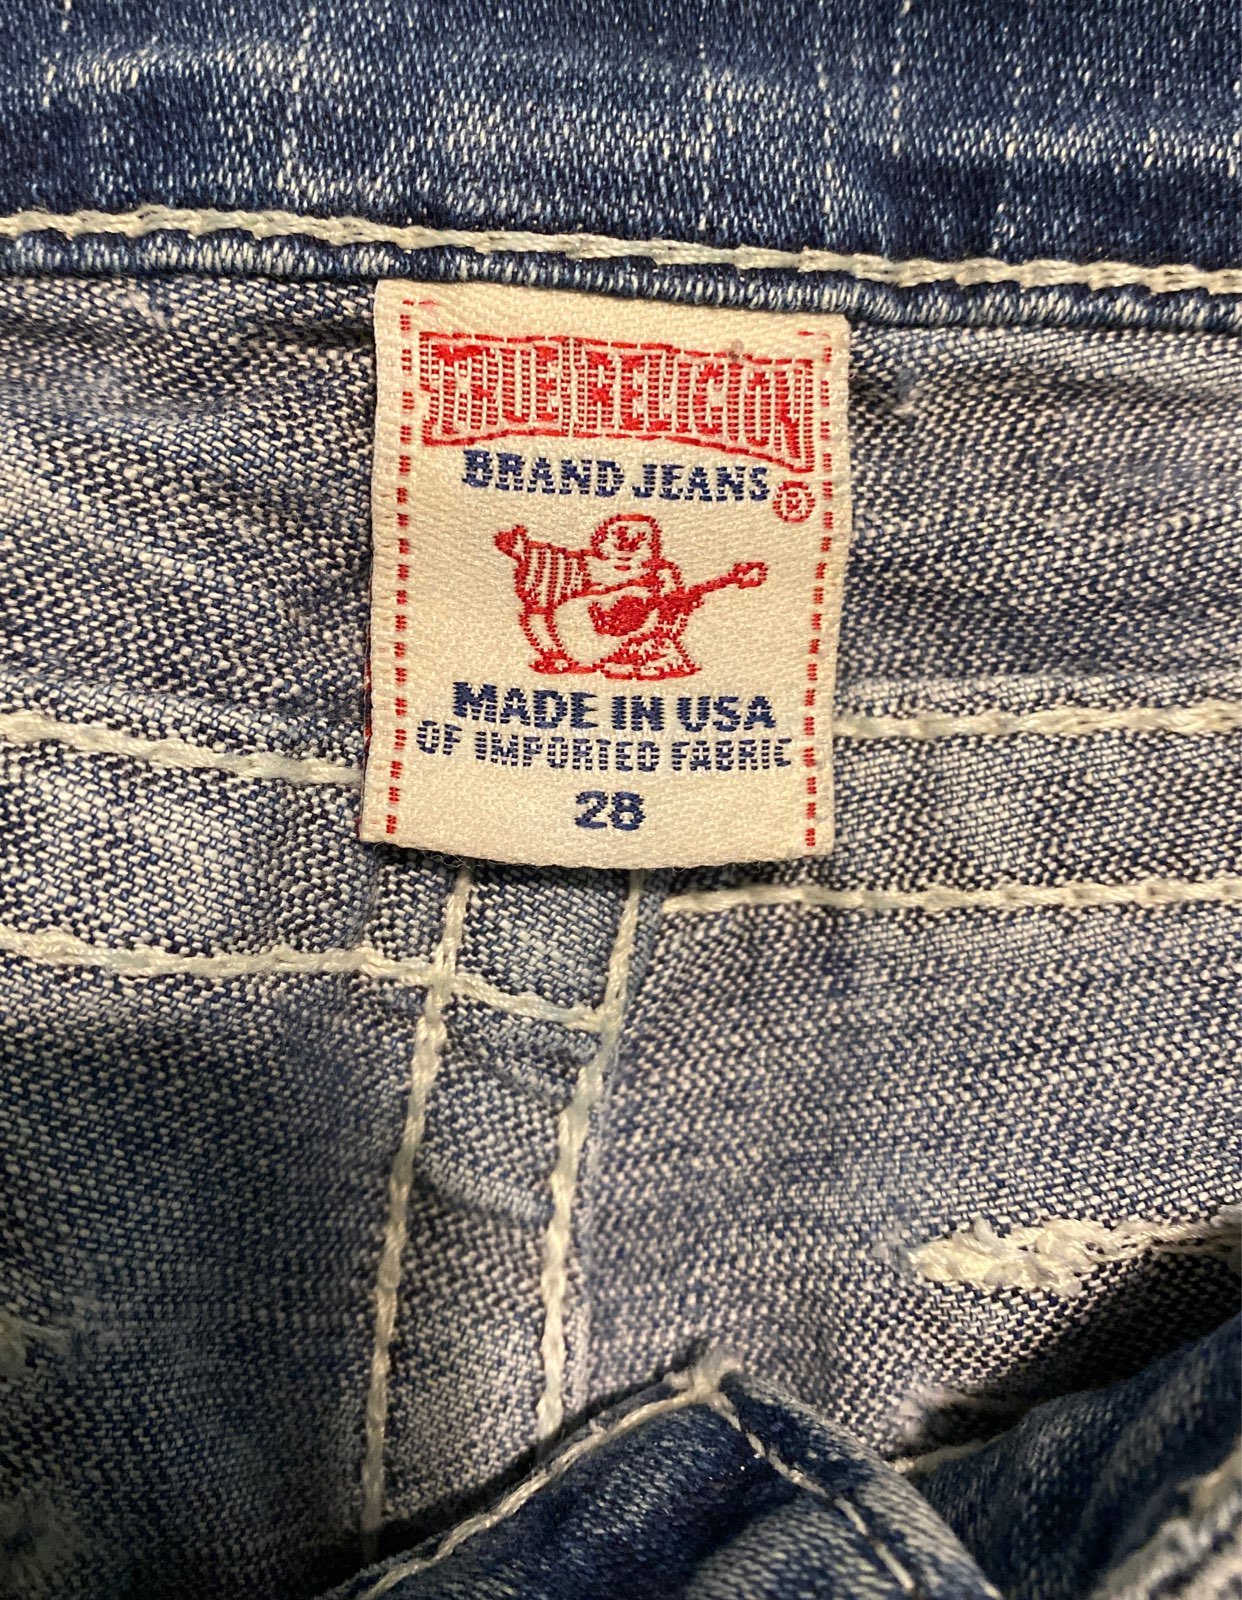 TRUE RELIGION
BRAND JEANS ®
MADE IN USA
OF IMPORTED FABRIC
28